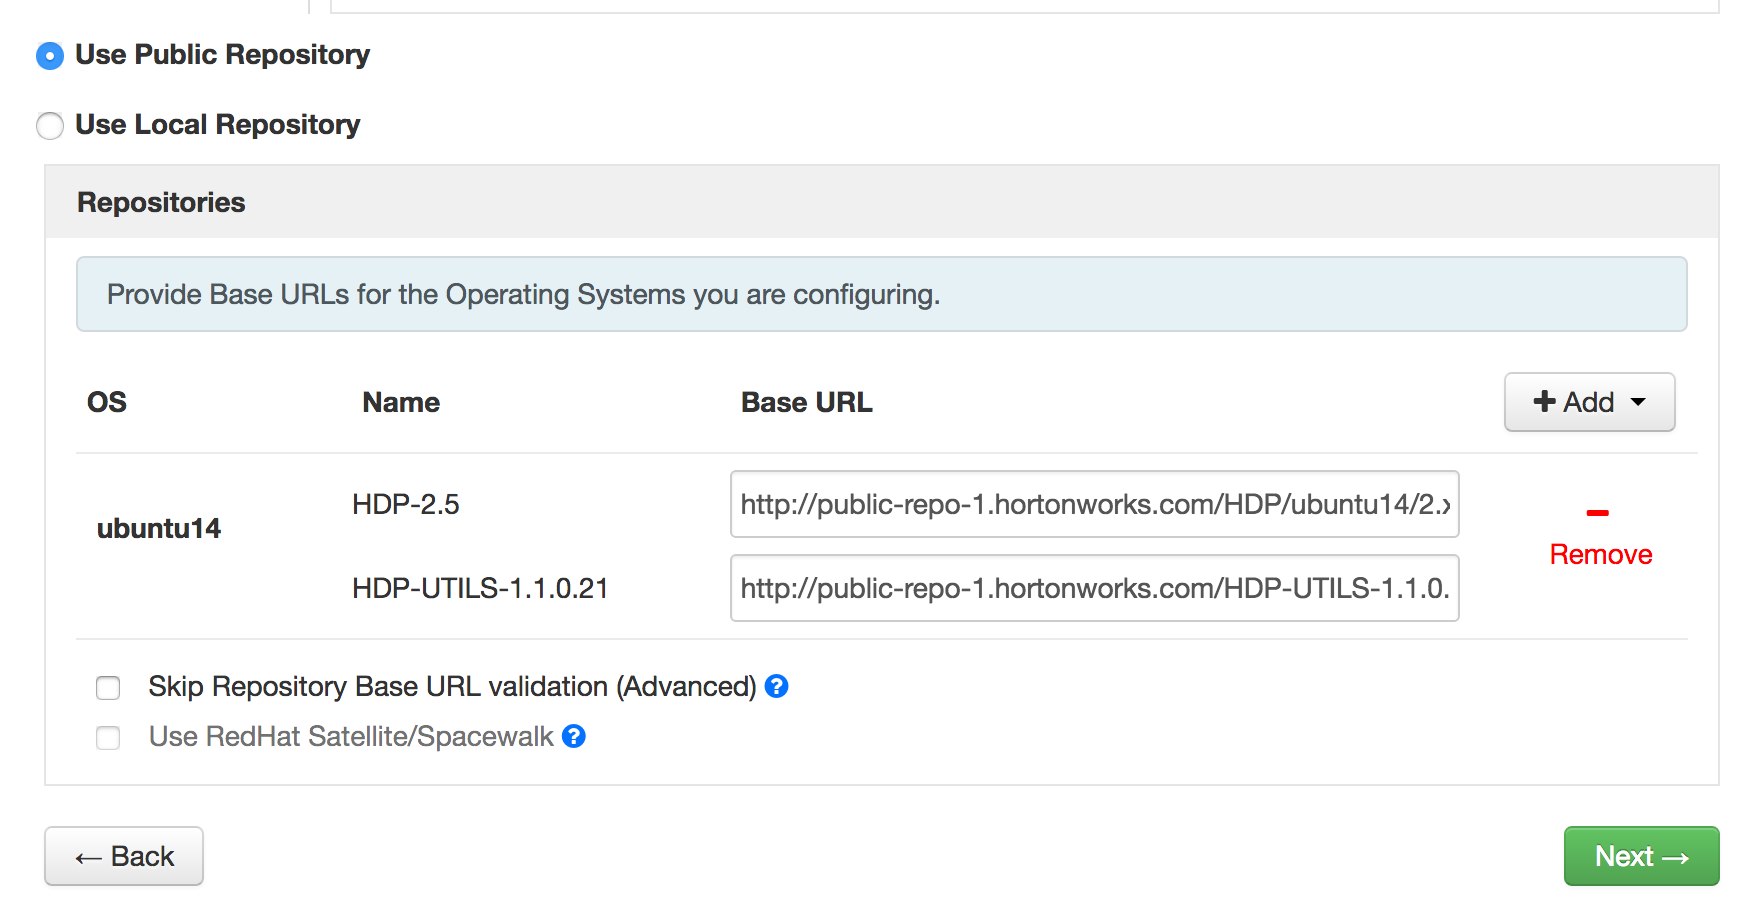 Use Public Repository
Use Local Repository
Repositories
Provide Base URLs for the Operating Systems you are configuring.
OS Name Base URL + Add
ubuntu14
HDP-2.5 http://public-repo-1.hortonworks.com/HDP/ubuntu14/2.x
HDP-UTILS-1.1.0.21 http://public-repo-1.hortonworks.com/HDP-UTILS-1.1.0.
Remove
Skip Repository Base URL validation (Advanced) ?
Use RedHat Satellite/Spacewalk ?
← Back Next →